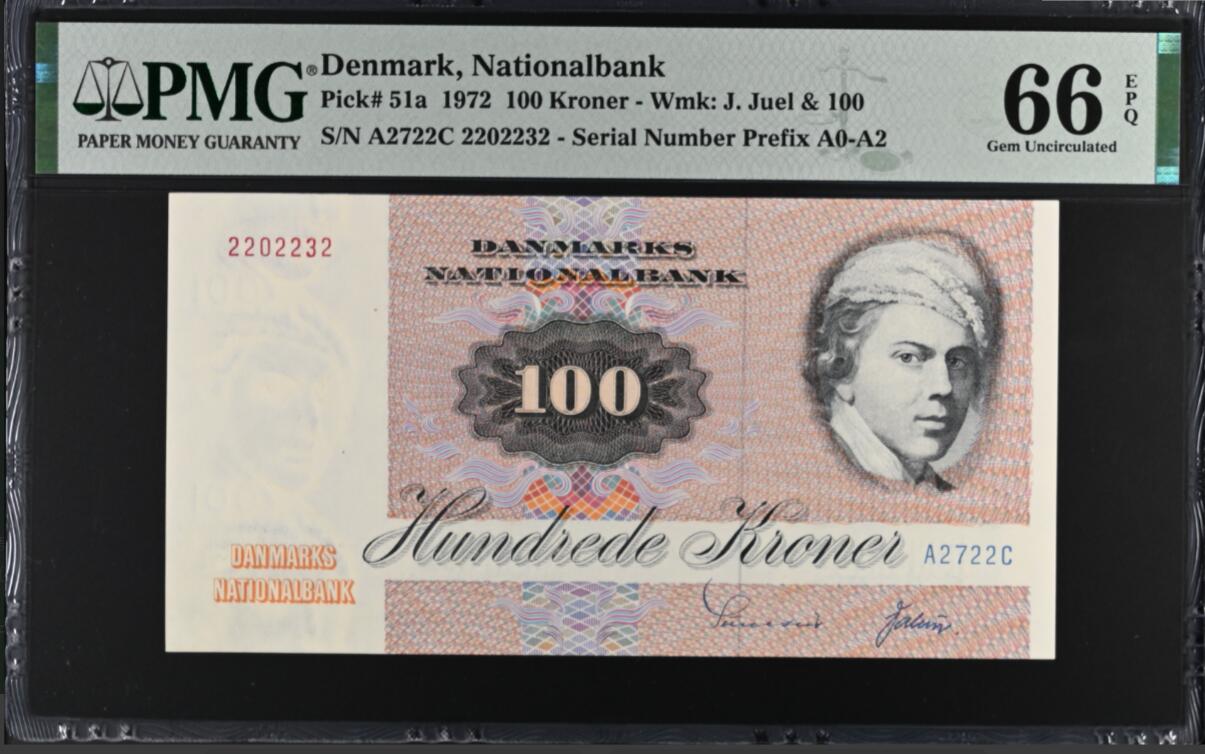 PMG®
PAPER MONEY GUARANTY
Denmark, Nationalbank
Pick# 51a 1972 100 Kroner - Wmk: J. Juel & 100
S/N A2722C 2202232 - Serial Number Prefix A0-A2
66
EPQ
Gem Uncirculated
2202232
DANMARKS
NATIONALBANK
100
Hundrede Kroner
A2722C
DANMARKS
NATIONALBANK